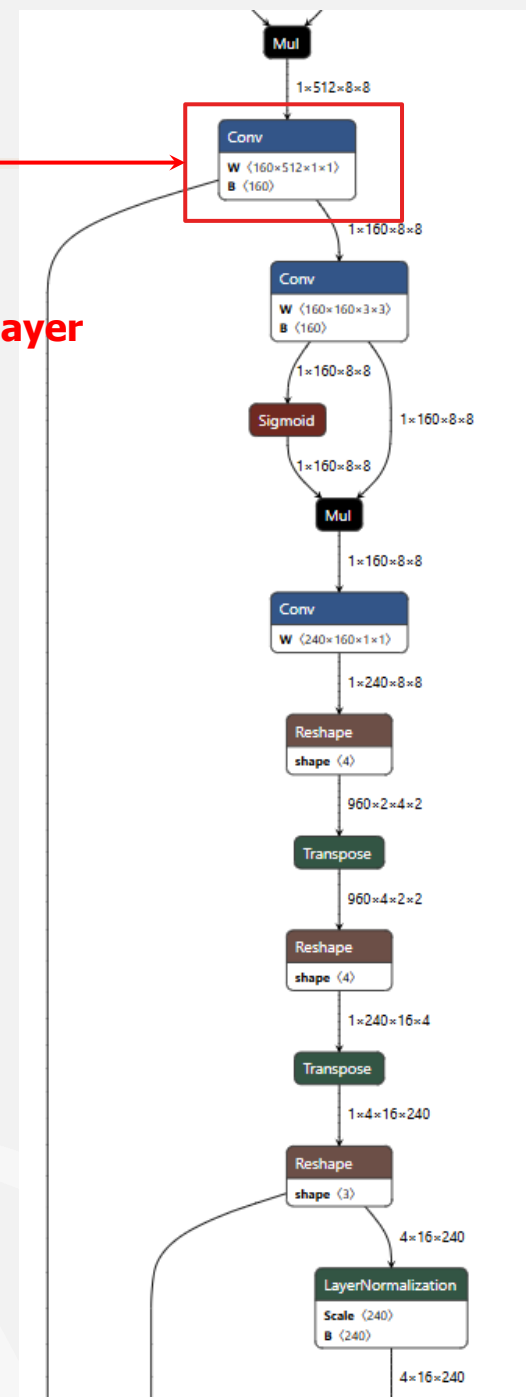 Mul
1×512×8×8
Conv
W ⟨160×512×1×1⟩
B ⟨160⟩
1×160×8×8
Conv
W ⟨160×160×3×3⟩
B ⟨160⟩
ayer
1×160×8×8
Sigmoid
1×160×8×8
1×160×8×8
Mul
1×160×8×8
Conv
W ⟨240×160×1×1⟩
1×240×8×8
Reshape
shape ⟨4⟩
960×2×4×2
Transpose
960×4×2×2
Reshape
shape ⟨4⟩
1×240×16×4
Transpose
1×4×16×240
Reshape
shape ⟨3⟩
4×16×240
LayerNormalization
Scale ⟨240⟩
B ⟨240⟩
4×16×240